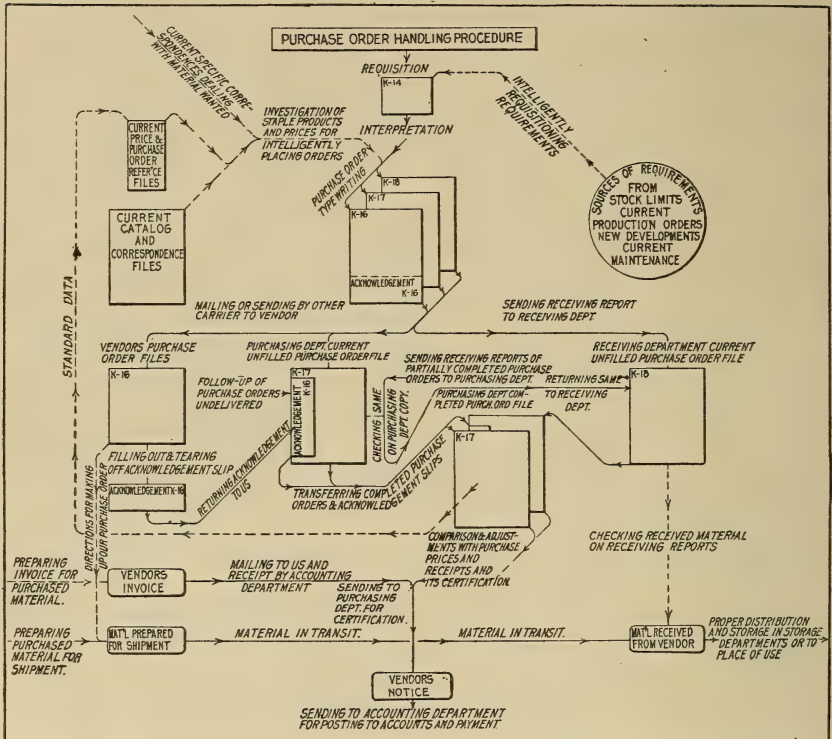 PURCHASE ORDER HANDLING PROCEDURE
CURRENT SPECIFIC CORRE-
SPONDENCES DEALING
WITH MATERIAL WANTED
REQUISITION
K-14
INTERPRETATION
INTELLIGENTLY
REQUISITIONING
REQUIREMENTS
INVESTIGATION OF
STAPLE PRODUCTS
AND PRICES FOR
INTELLIGENTLY
PLACING ORDERS
CURRENT
PRICE &
PURCHASE
ORDER
REFER'CE
FILES
CURRENT
CATALOG
AND
CORRESPONDENCE
FILES
PURCHASE ORDER
TYPEWRITING
K-18
K-17
K-16
ACKNOWLEDGEMENT
K-16
SOURCES OF REQUIREMENTS
FROM
STOCK LIMITS
CURRENT
PRODUCTION ORDERS
NEW DEVELOPMENTS
CURRENT
MAINTENANCE
STANDARD DATA
MAILING OR SENDING BY OTHER
CARRIER TO VENDOR
SENDING RECEIVING REPORT
TO RECEIVING DEPT.
VENDORS PURCHASE
ORDER FILES
K-16
PURCHASING DEPT. CURRENT
UNFILLED PURCHASE ORDER FILE
K-17
K-16
ACKNOWLEDGEMENT
RECEIVING DEPARTMENT CURRENT
UNFILLED PURCHASE ORDER FILE
K-18
FOLLOW-UP OF
PURCHASE ORDERS
UNDELIVERED
SENDING RECEIVING REPORTS OF
PARTIALLY COMPLETED PURCHASE
ORDERS TO PURCHASING DEPT.
RETURNING SAME
TO RECEIVING
DEPT.
CHECKING SAME
ON PURCHASING
DEPT. COPY.
PURCHASING DEPT COM-
PLETED PURCH. ORD FILE
K-17
FILLING OUT & TEARING
OFF ACKNOWLEDGEMENT SLIP
ACKNOWLEDGEMENT K-16
RETURNING ACKNOWLEDGEMENT
TO US
TRANSFERRING COMPLETED PURCHASE
ORDERS & ACKNOWLEDGEMENT SLIPS
DIRECTIONS FOR MAKING
UP OUR PURCHASE ORDER
COMPARISON & ADJUST-
MENTS WITH PURCHASE
PRICES AND
RECEIPTS AND
ITS CERTIFICATION.
CHECKING RECEIVED MATERIAL
ON RECEIVING REPORTS
PREPARING
INVOICE FOR
PURCHASED
MATERIAL.
VENDORS
INVOICE
MAILING TO US AND
RECEIPT BY ACCOUNTING
DEPARTMENT
SENDING TO
PURCHASING
DEPT. FOR
CERTIFICATION.
PREPARING
PURCHASED
MATERIAL FOR
SHIPMENT.
MAT'L PREPARED
FOR SHIPMENT
MATERIAL IN TRANSIT.
MATERIAL IN TRANSIT.
MAT'L RECEIVED
FROM VENDOR
PROPER DISTRIBUTION
AND STORAGE IN STORAGE
DEPARTMENTS OR TO
PLACE OF USE
VENDORS
NOTICE
SENDING TO ACCOUNTING DEPARTMENT
FOR POSTING TO ACCOUNTS AND PAYMENT